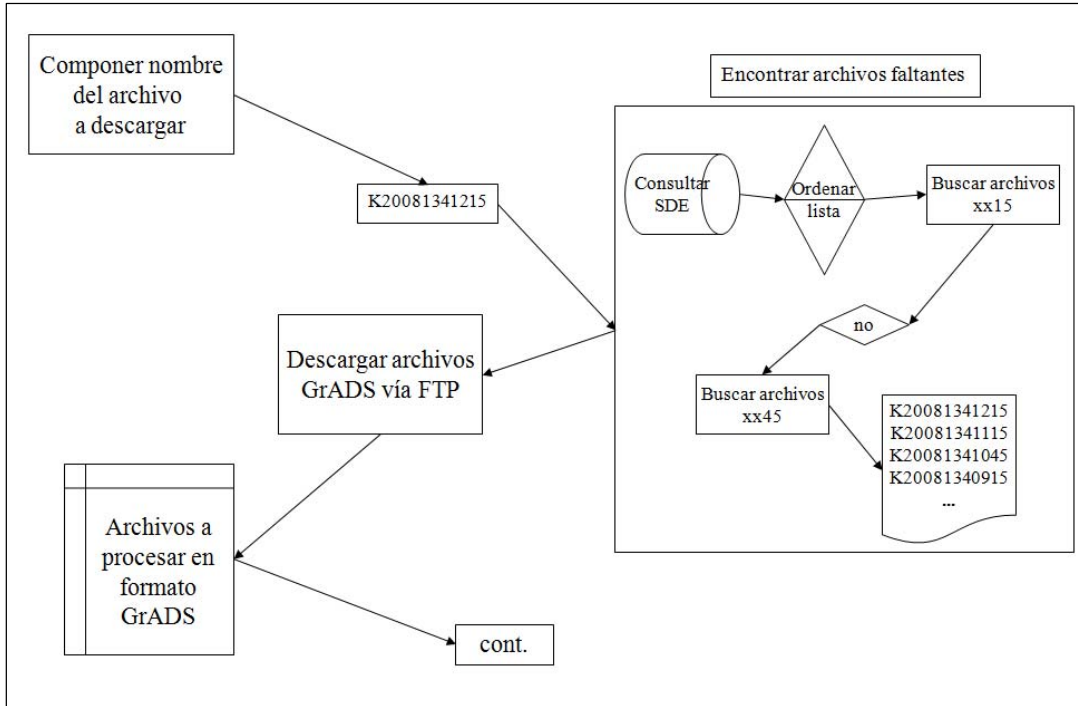 Componer nombre
del archivo
a descargar
K20081341215
Encontrar archivos faltantes
Consultar
SDE
Ordenar
lista
Buscar archivos
xx15
no
Buscar archivos
xx45
K20081341215
K20081341115
K20081341045
K20081340915
...
Descargar archivos
GrADS vía FTP
Archivos a
procesar en
formato
GrADS
cont.